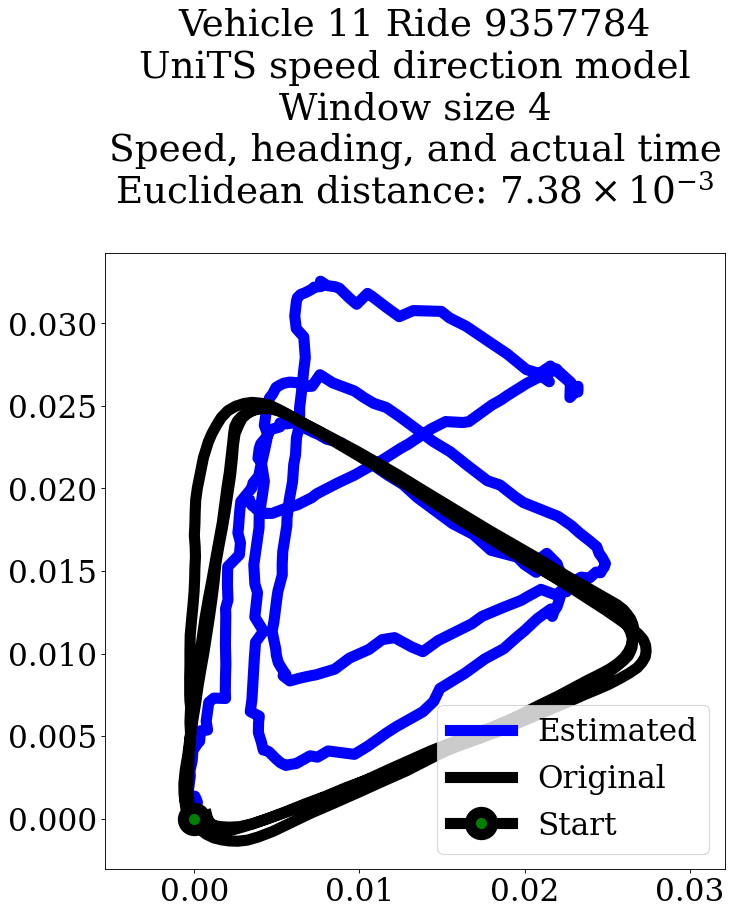 Vehicle 11 Ride 9357784
UniTS speed direction model
Window size 4
Speed, heading, and actual time
Euclidean distance: 7.38 × 10⁻³
0.030
0.025
0.020
0.015
0.010
0.005
0.000
Estimated
Original
Start
0.00 0.01 0.02 0.03